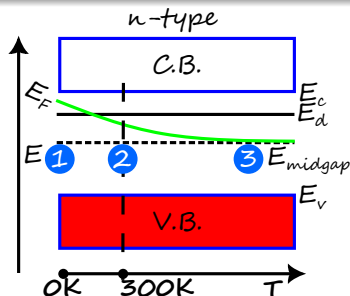 n-type
C.B.
E_F
E_c
E_d
E 1 2 3 E_midgap
E_v
V.B.
0K 300K T